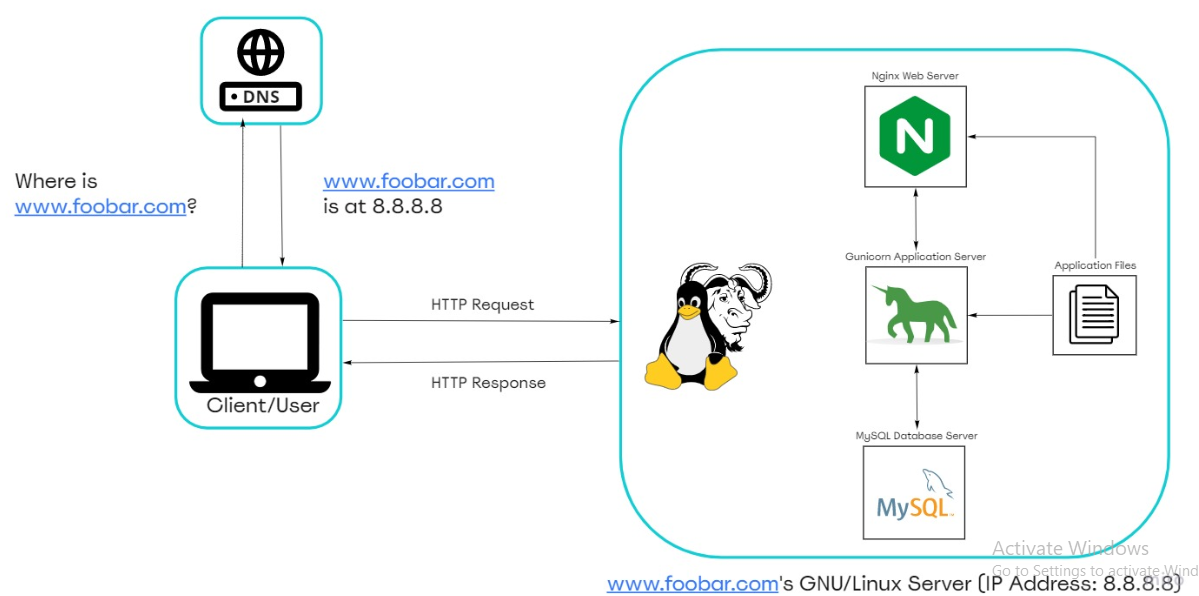 DNS
Where is
www.foobar.com?
www.foobar.com
is at 8.8.8.8
Client/User
HTTP Request
HTTP Response
Nginx Web Server
N
Gunicorn Application Server
Application Files
MySQL Database Server
MySQL
Activate Windows
Go to Settings to activate Wind
www.foobar.com's GNU/Linux Server (IP Address: 8.8.8.8)